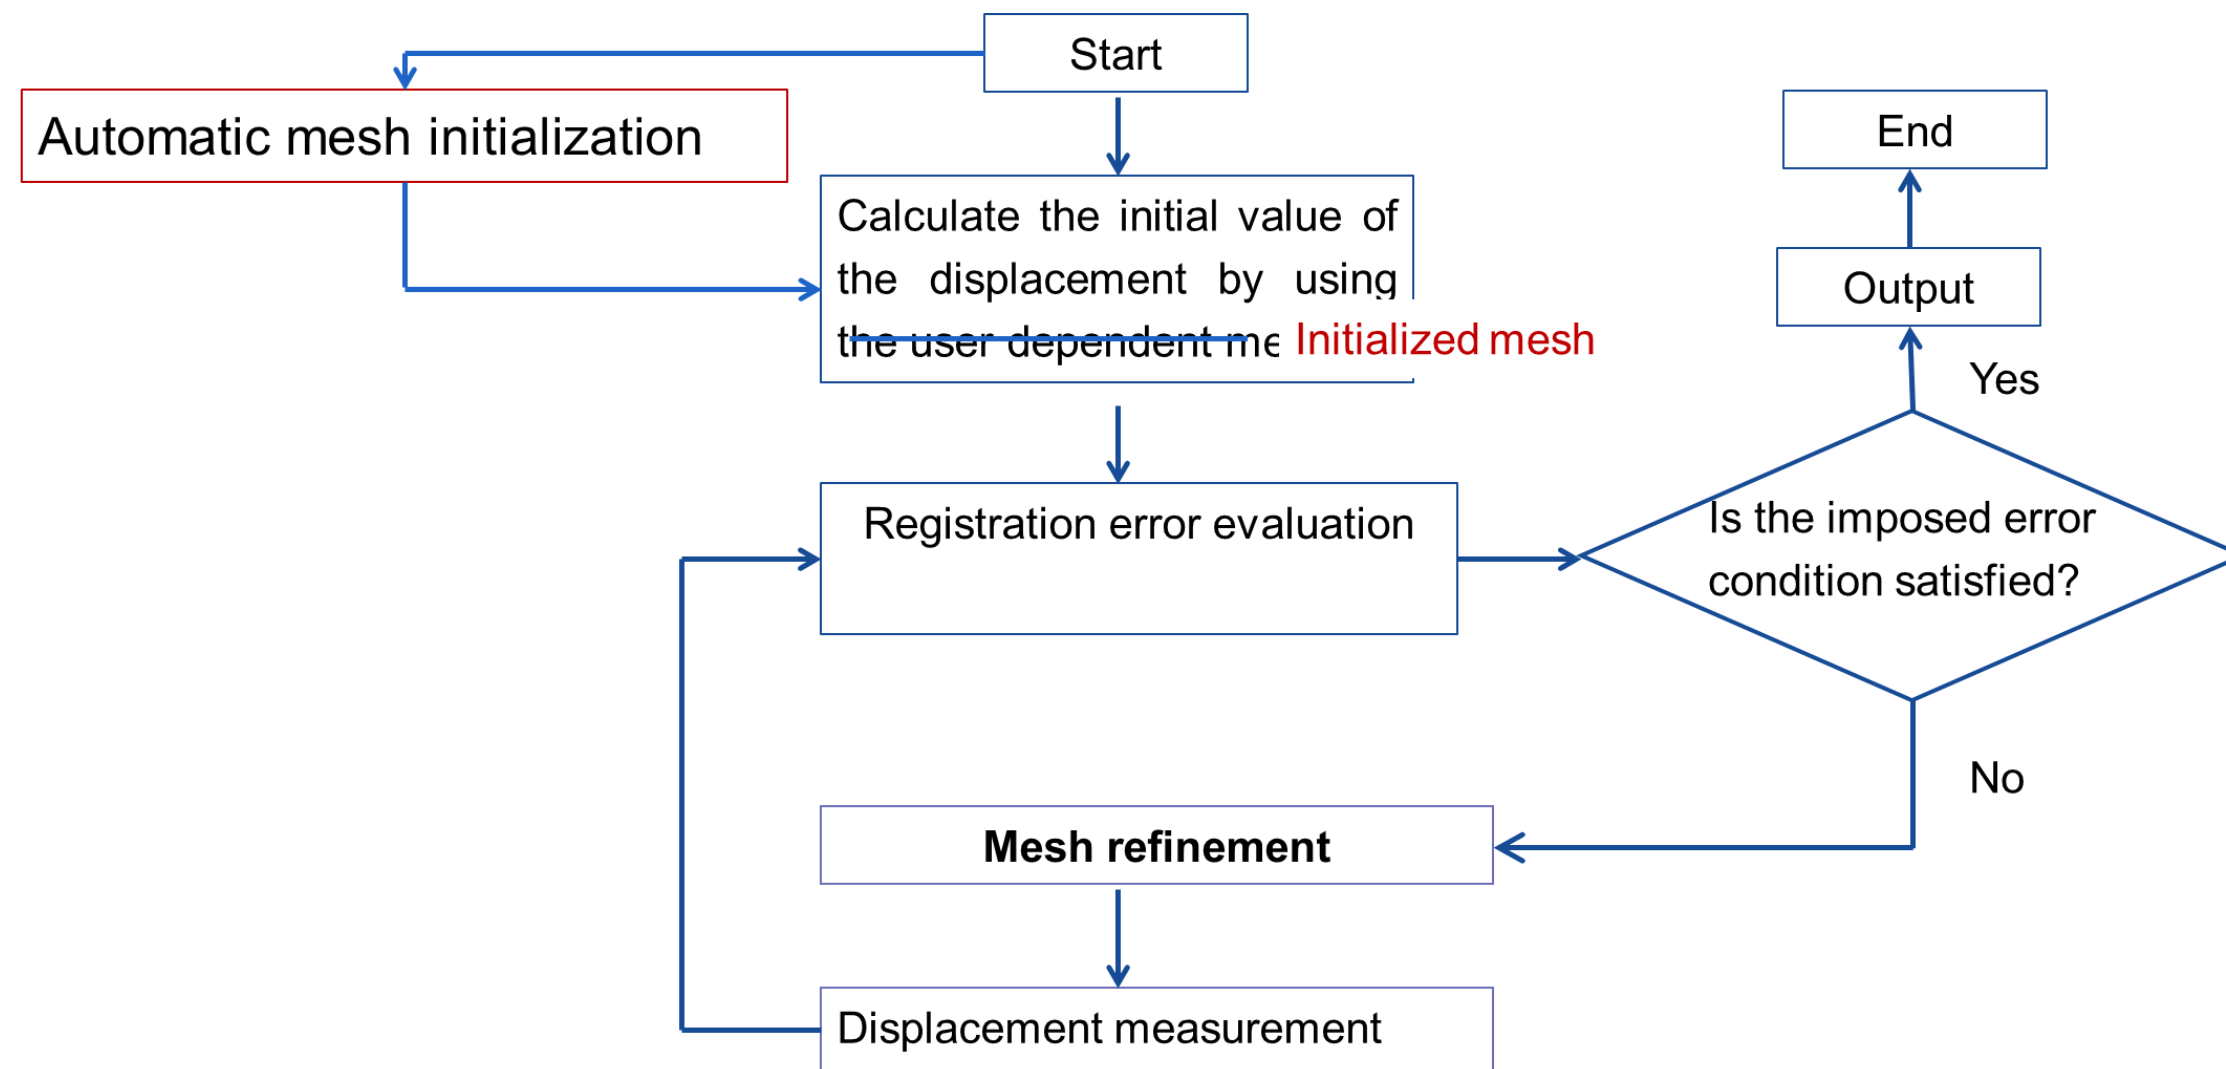 Start
Automatic mesh initialization
End
Calculate the initial value of
the displacement by using
the user dependent me Initialized mesh
Output
Yes
Registration error evaluation
Is the imposed error
condition satisfied?
No
Mesh refinement
Displacement measurement